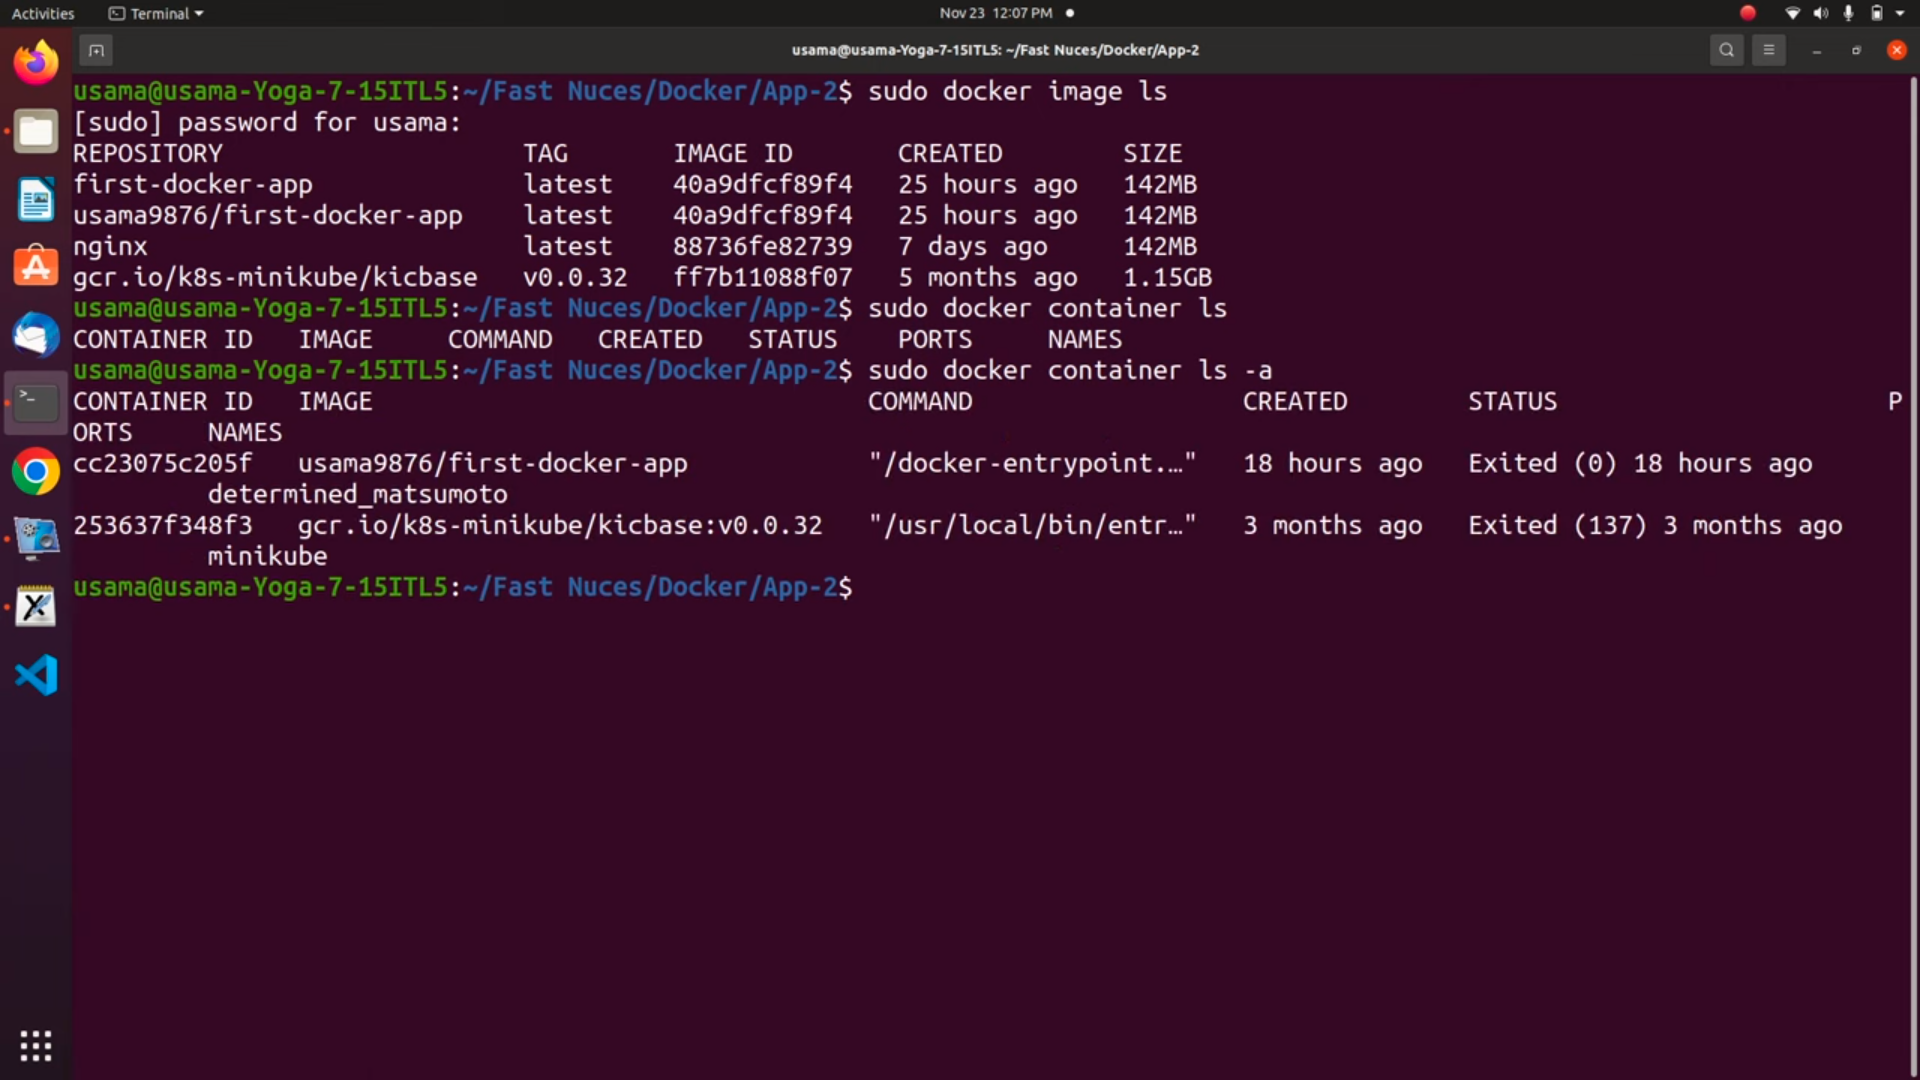 Activities Terminal Nov 23 12:07 PM
usama@usama-Yoga-7-15ITL5: ~/Fast Nuces/Docker/App-2
usama@usama-Yoga-7-15ITL5:~/Fast Nuces/Docker/App-2$ sudo docker image ls
[sudo] password for usama:
REPOSITORY TAG IMAGE ID CREATED SIZE
first-docker-app latest 40a9dfcf89f4 25 hours ago 142MB
usama9876/first-docker-app latest 40a9dfcf89f4 25 hours ago 142MB
nginx latest 88736fe82739 7 days ago 142MB
gcr.io/k8s-minikube/kicbase v0.0.32 ff7b11088f07 5 months ago 1.15GB
usama@usama-Yoga-7-15ITL5:~/Fast Nuces/Docker/App-2$ sudo docker container ls
CONTAINER ID IMAGE COMMAND CREATED STATUS PORTS NAMES
usama@usama-Yoga-7-15ITL5:~/Fast Nuces/Docker/App-2$ sudo docker container ls -a
CONTAINER ID IMAGE COMMAND CREATED STATUS P
ORTS NAMES
cc23075c205f usama9876/first-docker-app "/docker-entrypoint.…" 18 hours ago Exited (0) 18 hours ago
determined_matsumoto
253637f348f3 gcr.io/k8s-minikube/kicbase:v0.0.32 "/usr/local/bin/entr…" 3 months ago Exited (137) 3 months ago
minikube
usama@usama-Yoga-7-15ITL5:~/Fast Nuces/Docker/App-2$